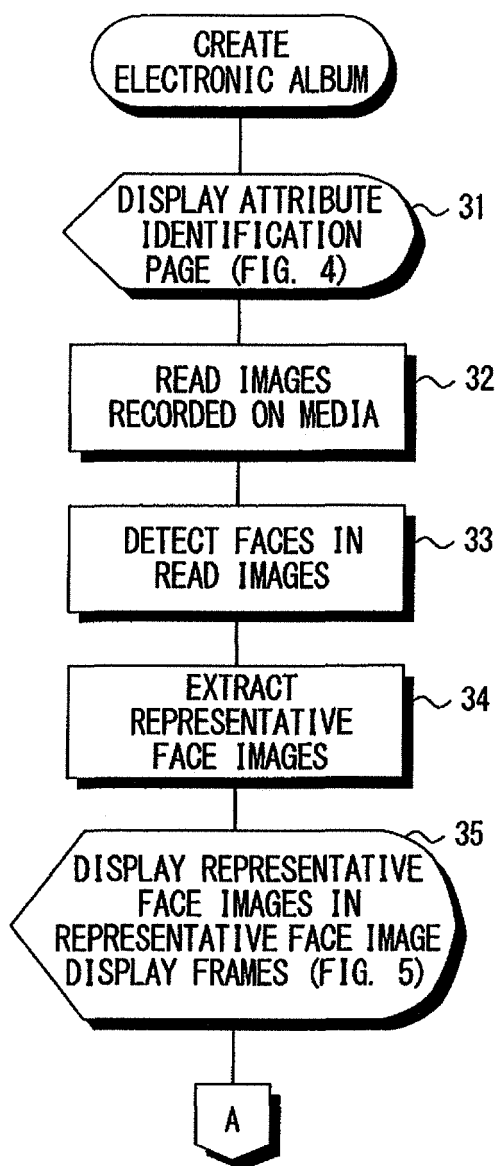 CREATE
ELECTRONIC ALBUM
DISPLAY ATTRIBUTE
IDENTIFICATION
PAGE (FIG. 4)
31
READ IMAGES
RECORDED ON MEDIA
32
DETECT FACES IN
READ IMAGES
33
EXTRACT
REPRESENTATIVE
FACE IMAGES
34
35
DISPLAY REPRESENTATIVE
FACE IMAGES IN
REPRESENTATIVE FACE IMAGE
DISPLAY FRAMES (FIG. 5)
A